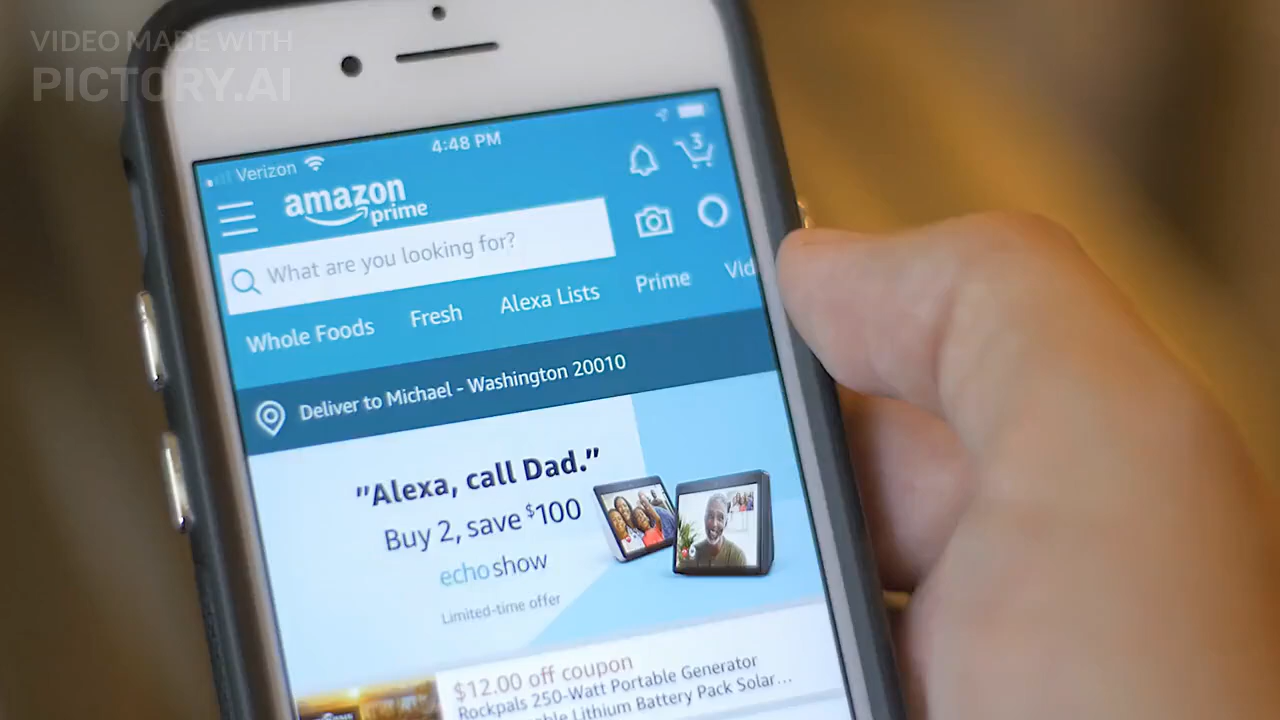 VIDEO MADE WITH
PICTORY.AI
Verizon
4:48 PM
3
amazon
prime
What are you looking for?
Whole Foods
Fresh
Alexa Lists
Prime
Vid
Deliver to Michael - Washington 20010
"Alexa, call Dad."
Buy 2, save $100
echo show
Limited-time offer
$12.00 off coupon
Rockpals 250-Watt Portable Generator
Lithium Battery Pack Solar...